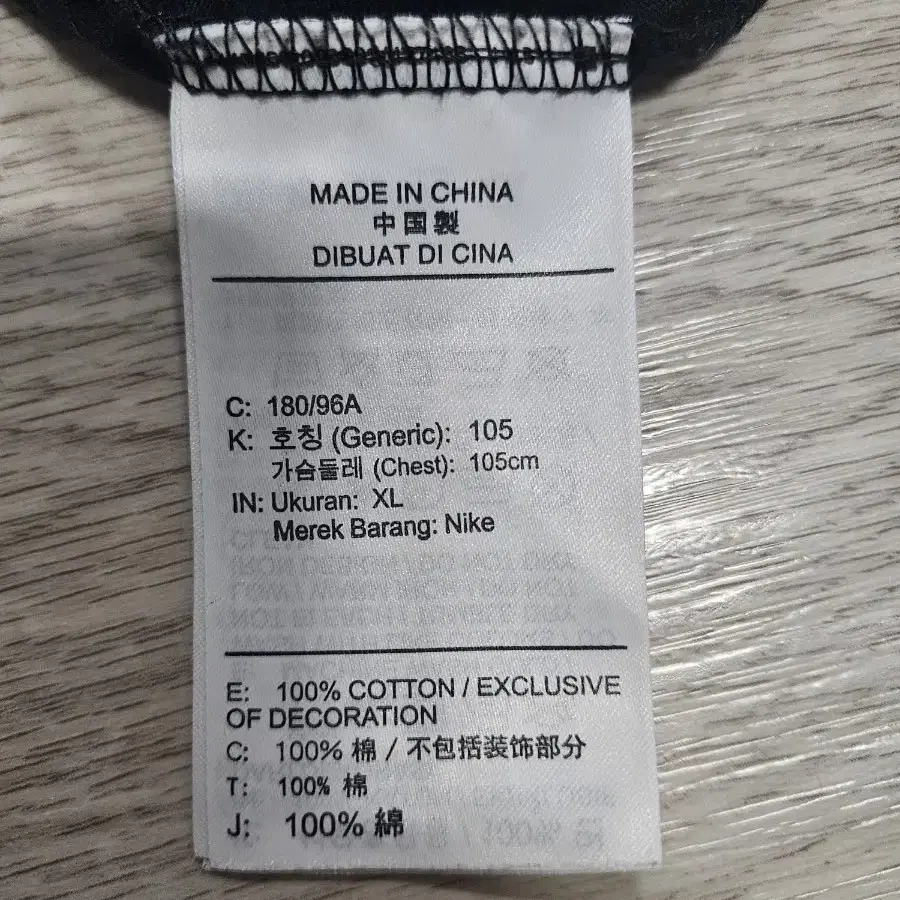 MADE IN CHINA
中国製
DIBUAT DI CINA
C: 180/96A
K: 호칭 (Generic): 105
가슴둘레 (Chest): 105cm
IN: Ukuran: XL
Merek Barang: Nike
E: 100% COTTON / EXCLUSIVE
OF DECORATION
C: 100% 棉 / 不包括装饰部分
T: 100% 棉
J: 100% 綿